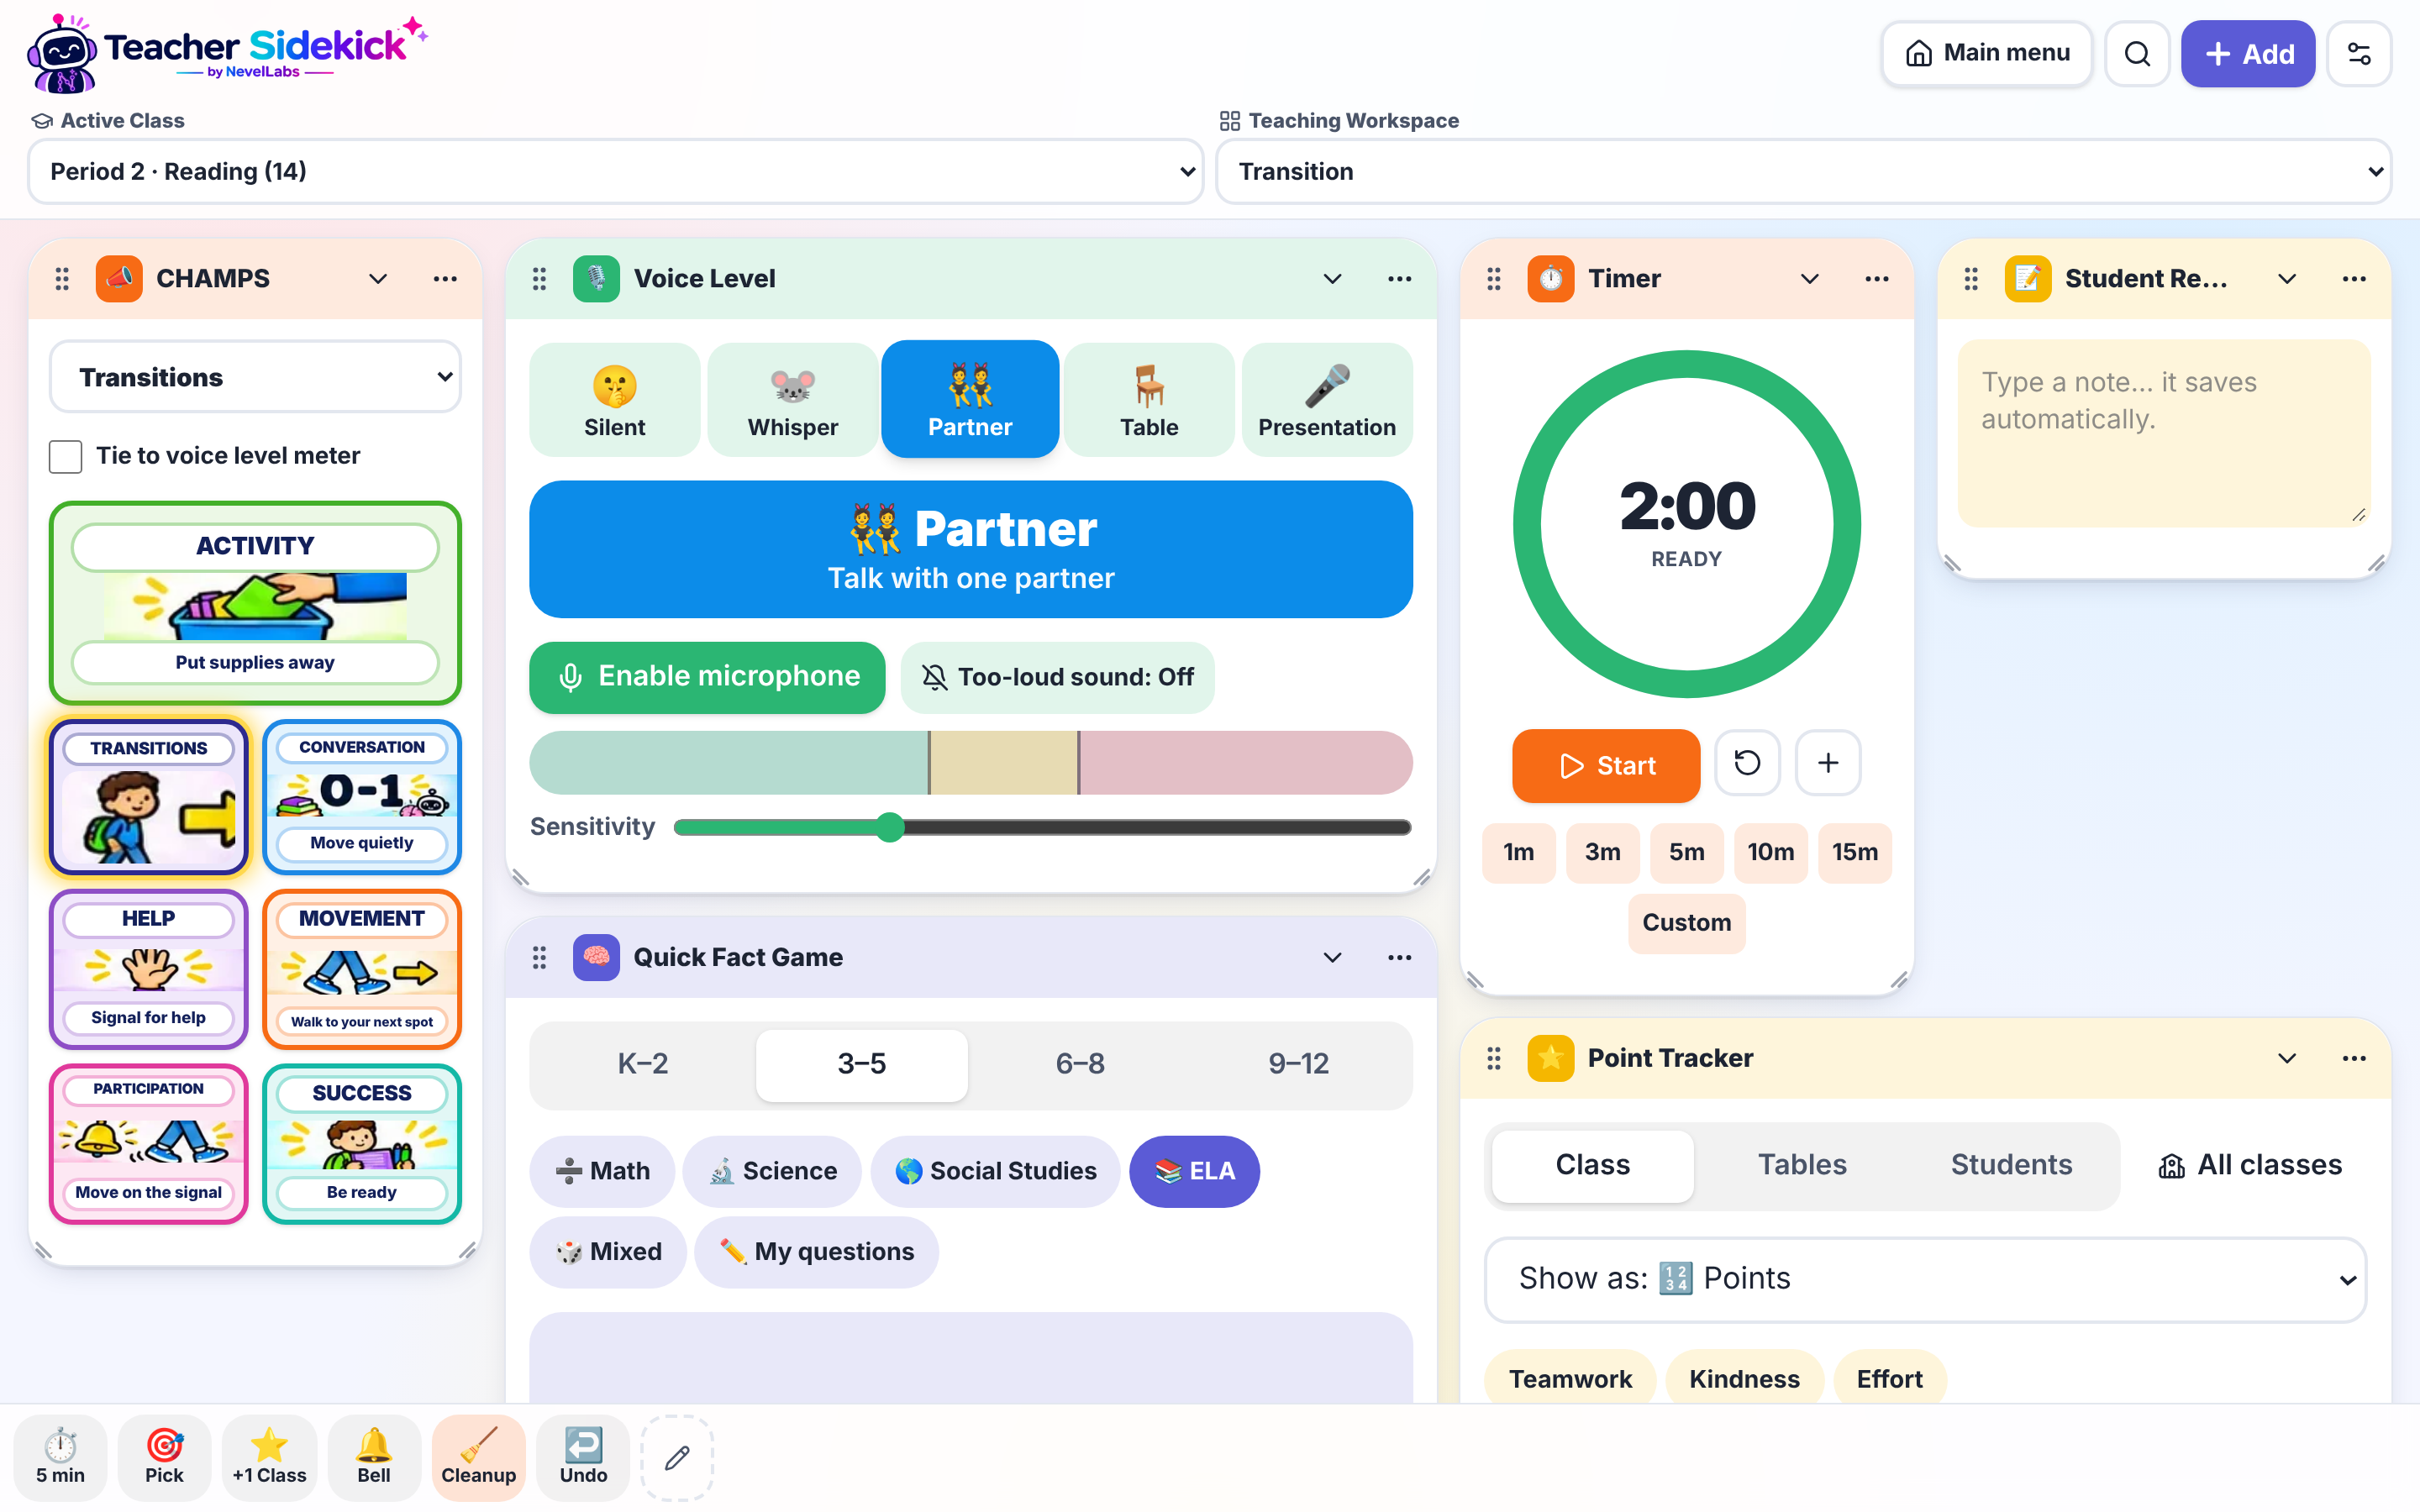 Teacher Sidekick
by NevelLabs
Main menu
Add
Active Class
Teaching Workspace
Period 2 · Reading (14)
Transition
CHAMPS
Transitions
Tie to voice level meter
ACTIVITY
Put supplies away
TRANSITIONS
CONVERSATION
0-1
Move quietly
HELP
Signal for help
MOVEMENT
Walk to your next spot
PARTICIPATION
Move on the signal
SUCCESS
Be ready
Voice Level
Silent
Whisper
Partner
Table
Presentation
Partner
Talk with one partner
Enable microphone
Too-loud sound: Off
Sensitivity
Quick Fact Game
K–2
3–5
6–8
9–12
Math
Science
Social Studies
ELA
Mixed
My questions
Timer
2:00
READY
Start
1m
3m
5m
10m
15m
Custom
Student Re...
Type a note... it saves
automatically.
Point Tracker
Class
Tables
Students
All classes
Show as: 🔢 Points
Teamwork
Kindness
Effort
5 min
Pick
+1 Class
Bell
Cleanup
Undo